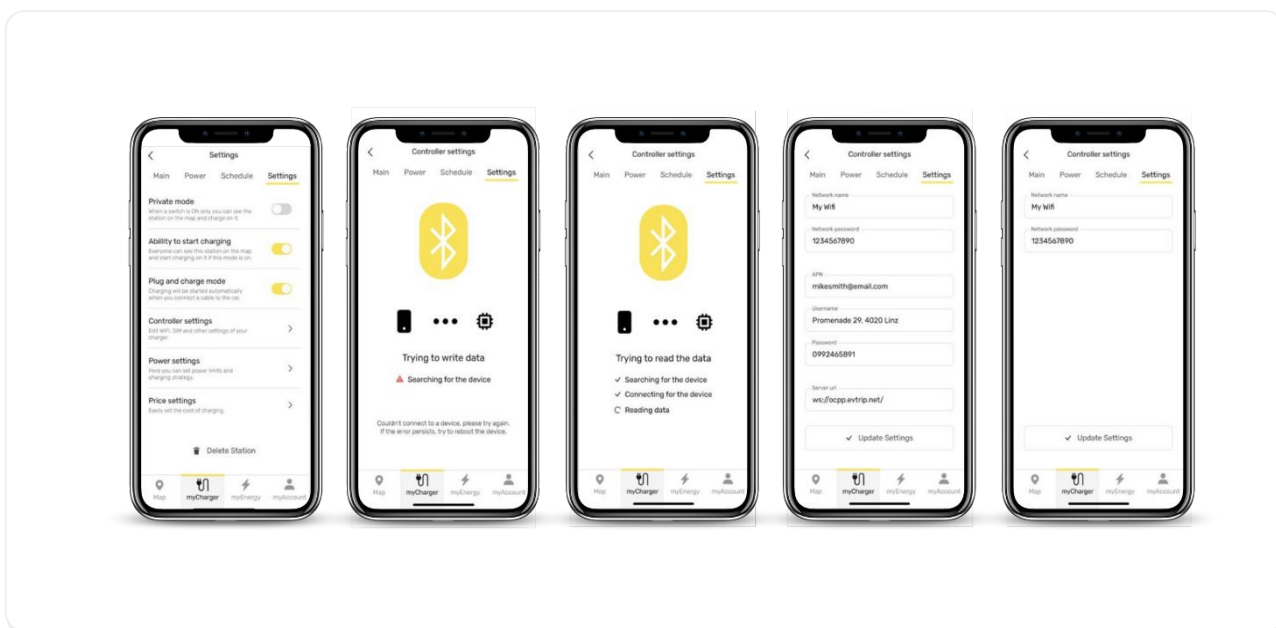 Settings
Main Power Schedule Settings
Private mode
When a switch is ON only you can see the
station on the map and charge on it.
Ability to start charging
Everyone can see this station on the map
and start charging on it if this mode is on.
Plug and charge mode
Charging will be started automatically
when you connect a cable to the car.
Controller settings
Edit WIFI, SIM and other settings of your
charger.
Power settings
Here you can set power limits and
charging strategy.
Price settings
Easily set the cost of charging.
Delete Station
Map myCharger myEnergy myAccount
Controller settings
Main Power Schedule Settings
Trying to write data
Searching for the device
Couldn't connect to a device, please try again.
If the error persists, try to reboot the device.
Map myCharger myEnergy myAccount
Controller settings
Main Power Schedule Settings
Trying to read the data
Searching for the device
Connecting for the device
Reading data
Map myCharger myEnergy myAccount
Controller settings
Main Power Schedule Settings
Network name
My Wifi
Network password
1234567890
APN
mikesmith@email.com
Username
Promenade 29, 4020 Linz
Password
0992465891
Server url
ws://ocpp.evtrip.net/
Update Settings
Map myCharger myEnergy myAccount
Controller settings
Main Power Schedule Settings
Network name
My Wifi
Network password
1234567890
Update Settings
Map myCharger myEnergy myAccount